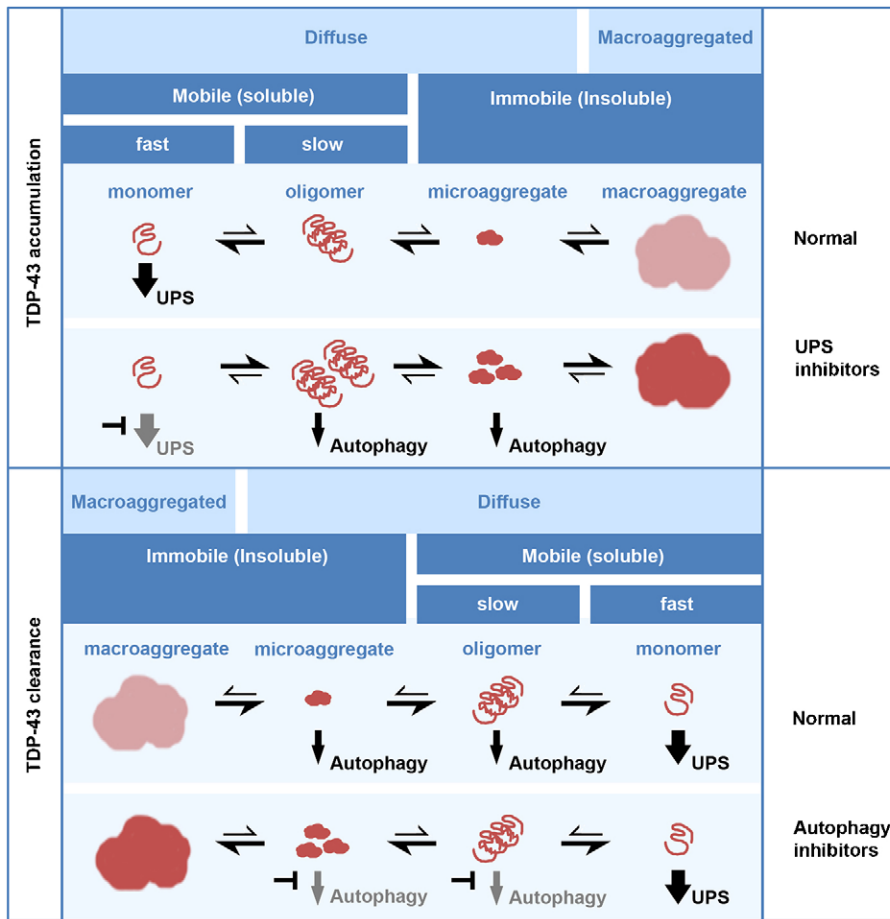 Diffuse
Macroaggregated
Mobile (soluble)
Immobile (Insoluble)
fast
slow
TDP-43 accumulation
monomer
oligomer
microaggregate
macroaggregate
Normal
UPS
UPS
inhibitors
UPS
Autophagy
Autophagy
Macroaggregated
Diffuse
Immobile (Insoluble)
Mobile (soluble)
slow
fast
TDP-43 clearance
macroaggregate
microaggregate
oligomer
monomer
Normal
Autophagy
Autophagy
UPS
Autophagy
inhibitors
Autophagy
Autophagy
UPS